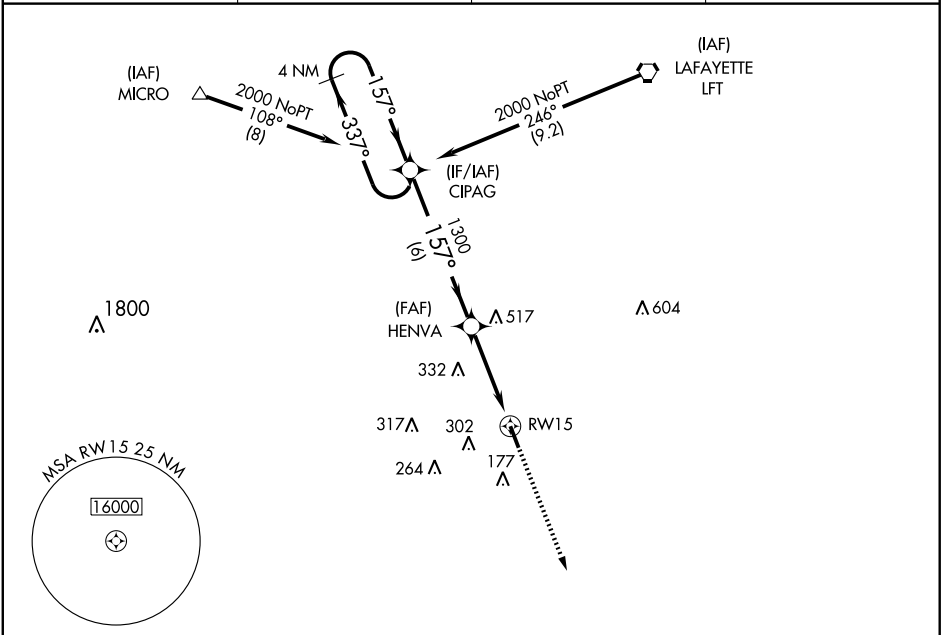 (IAF)
MICRO
2000 NoPT
108°
(8)
4 NM
157°
337°
(IAF)
LAFAYETTE
LFT
2000 NoPT
246°
(9.2)
(IF/IAF)
CIPAG
1300
157°
(6)
1800
(FAF)
HENVA
517
604
332
317
302
RW15
264
177
MSA RW15 25 NM
16000